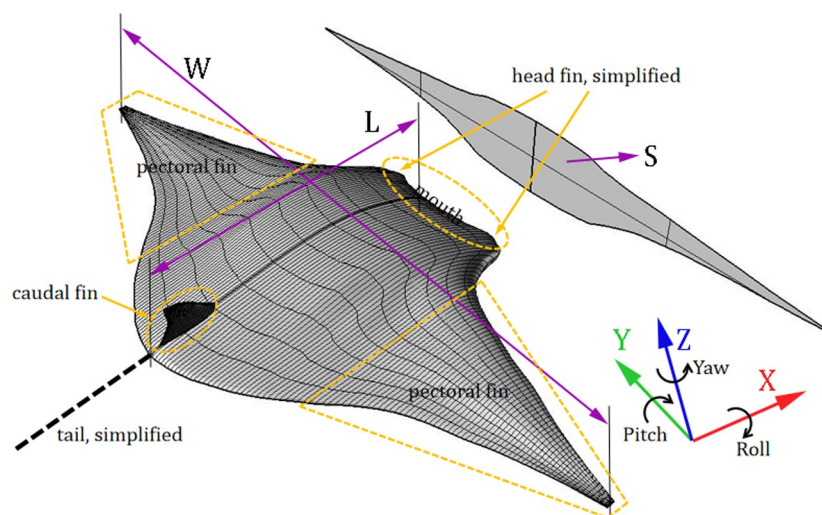 W
head fin, simplified
L
pectoral fin
S
mouth
caudal fin
Z
Y
Yaw
X
pectoral fin
Pitch
Roll
tail, simplified